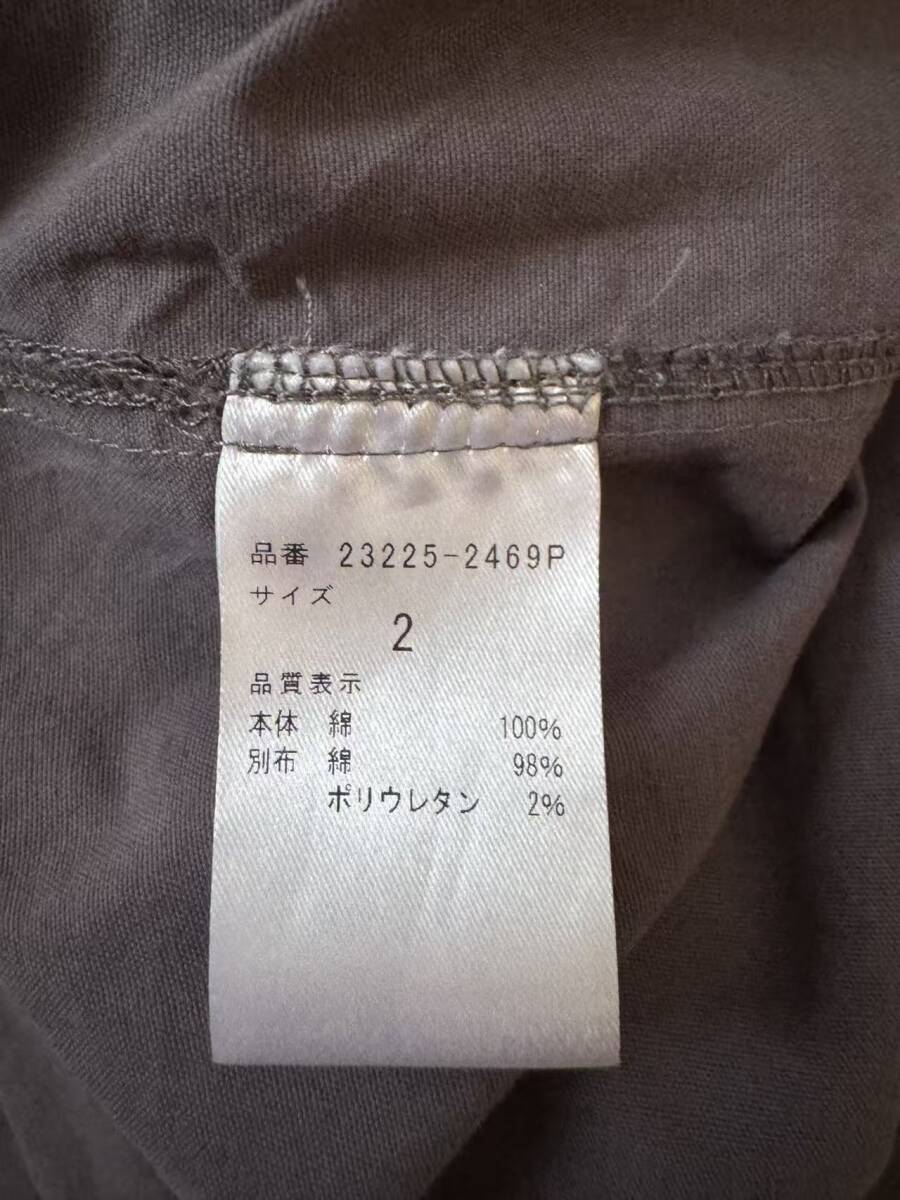 品番 23225-2469P
サイズ
2
品質表示
本体 綿 100%
別布 綿 98%
ポリウレタン 2%